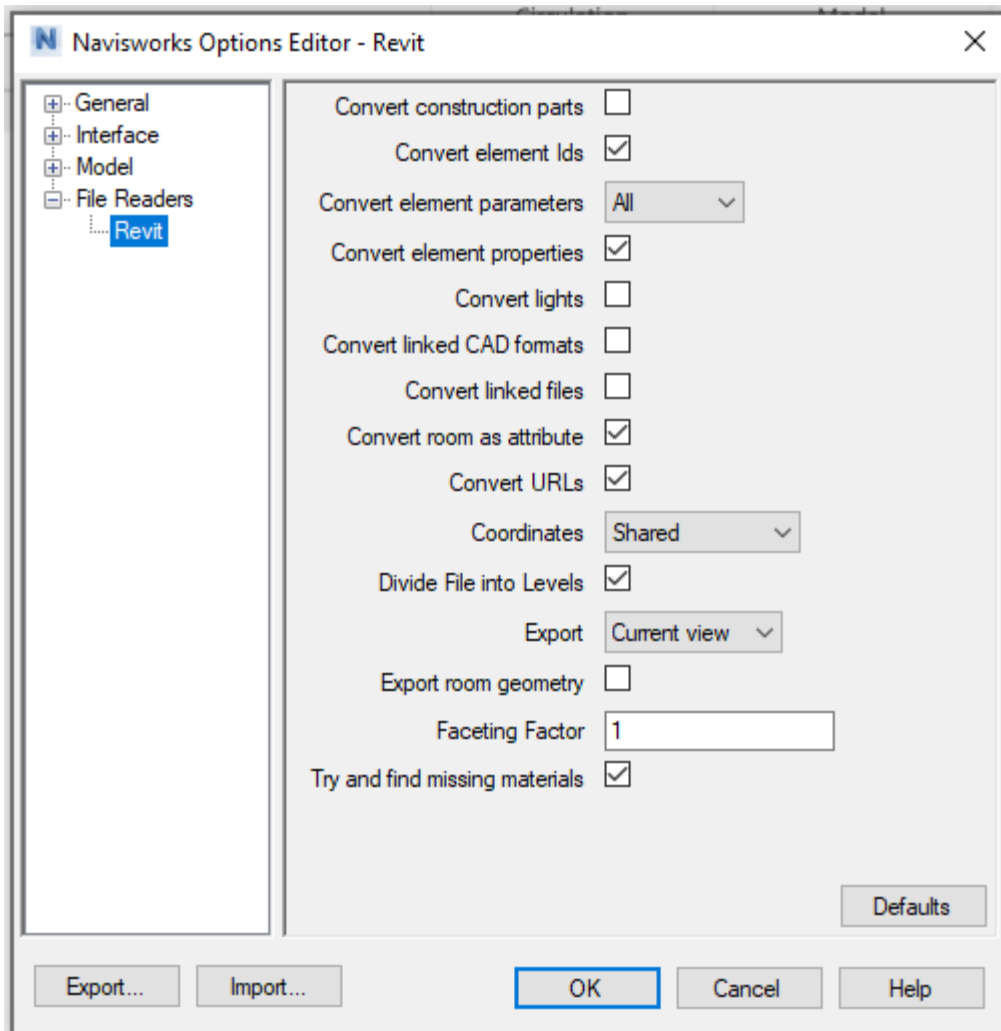 Circulation Model
N Navisworks Options Editor - Revit
General
Interface
Model
File Readers
Revit
Convert construction parts
Convert element Ids
Convert element parameters All
Convert element properties
Convert lights
Convert linked CAD formats
Convert linked files
Convert room as attribute
Convert URLs
Coordinates Shared
Divide File into Levels
Export Current view
Export room geometry
Faceting Factor 1
Try and find missing materials
Defaults
Export... Import... OK Cancel Help